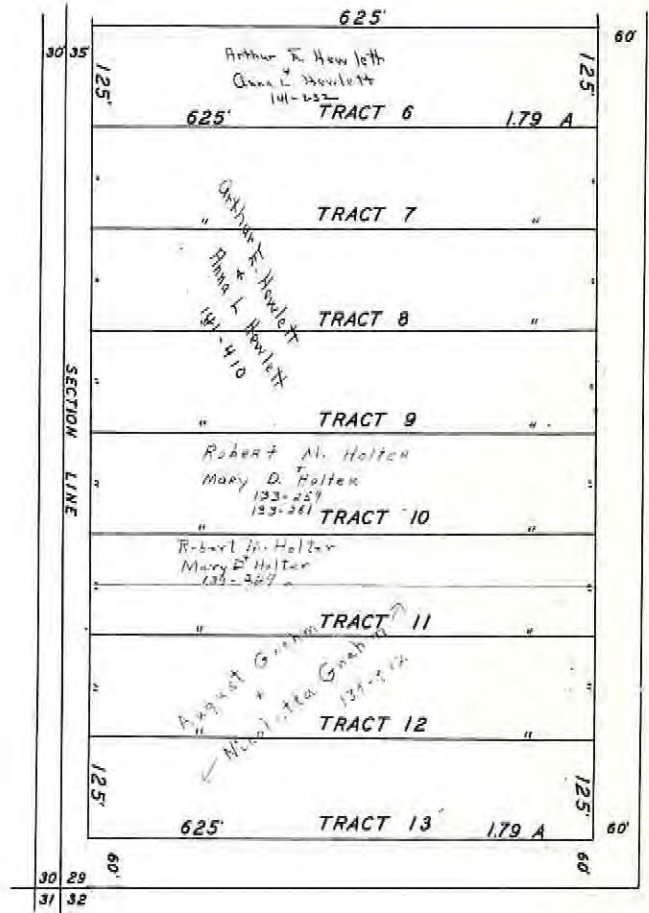 625'
30' 35' 60'
125' 125'
Arthur F. Howlett
+
Anna L Howlett
141-232
625' TRACT 6 1.79 A
" "
" TRACT 7 "
Arthur F. Howlett
+
Anna L Howlett
141-410
" TRACT 8 "
" "
SECTION LINE
" TRACT 9 "
Robert M. Holter
+
Mary D. Holter
133-259
133-261
" "
" TRACT 10 "
Robert M. Holter
+
Mary D Holter
" "
" TRACT 11 "
August
+
" "
" TRACT 12 "
125' 125'
625' TRACT 13 1.79 A 60'
60' 60'
30 29
31 32